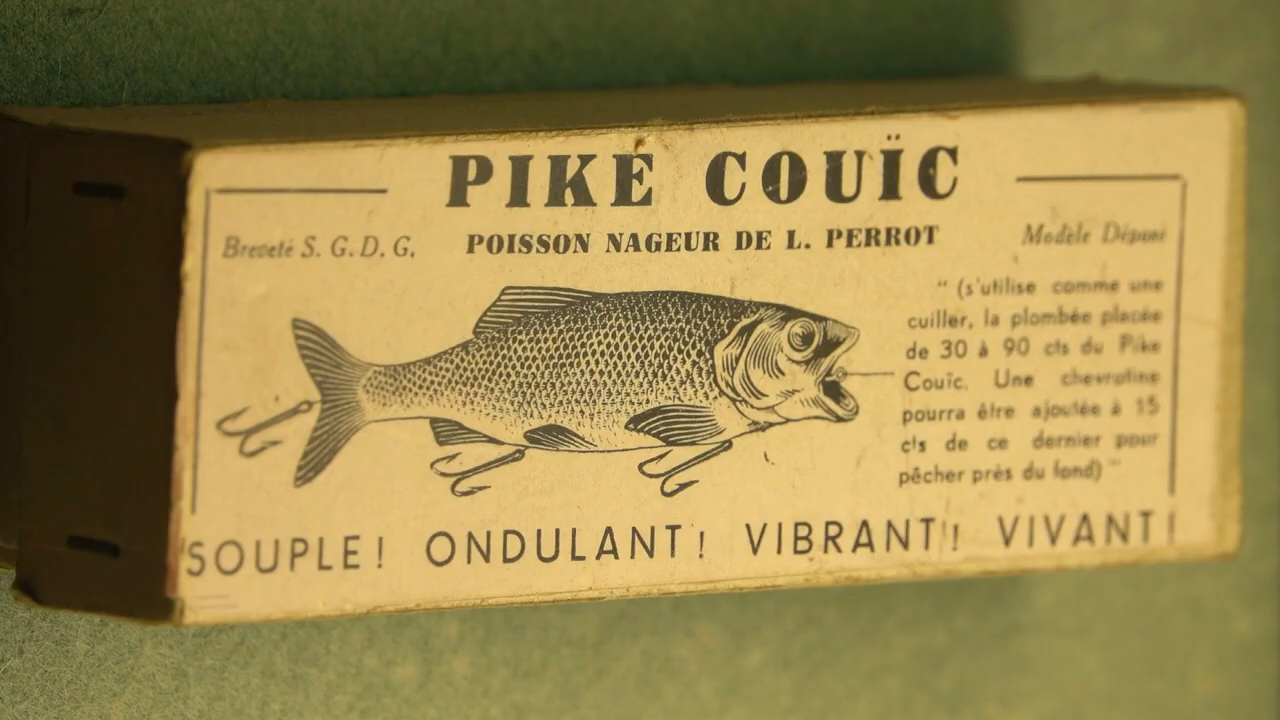 PIKE COUÏC
Breveté S. G. D. G.
POISSON NAGEUR DE L. PERROT
Modèle Déposé
“ (s'utilise comme une
cuiller, la plombée placée
de 30 à 90 cts du Pike
Couïc. Une chevrotine
pourra être ajoutée à 15
cts de ce dernier pour
pêcher près du fond) ”
SOUPLE! ONDULANT! VIBRANT! VIVANT!